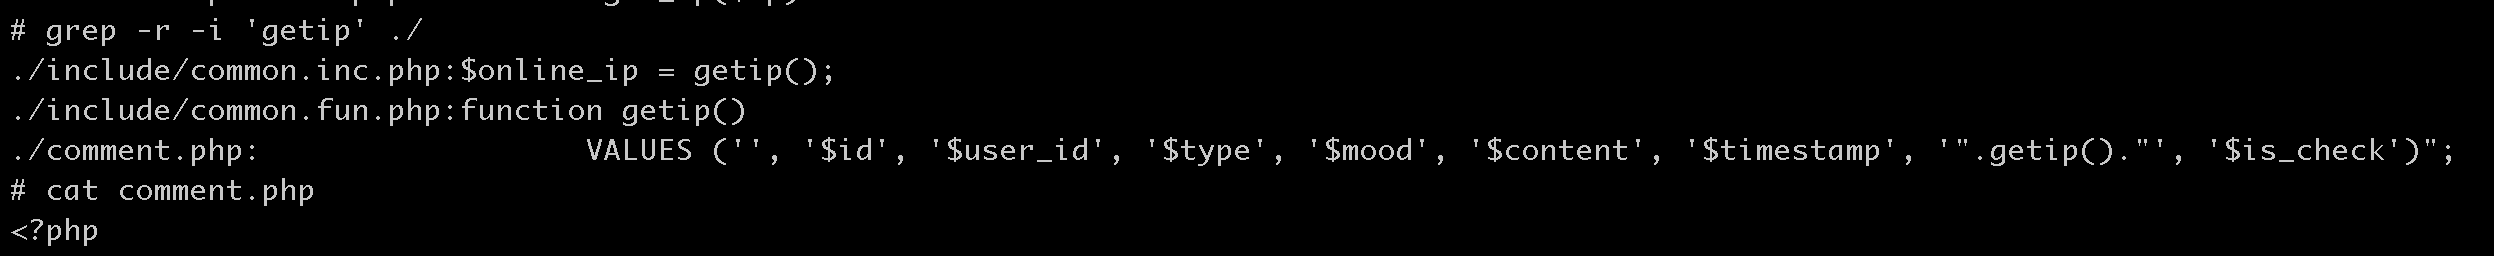 # grep -r -i 'getip' ./
./include/common.inc.php:$online_ip = getip();
./include/common.fun.php:function getip()
./comment.php:                  VALUES ('', '$id', '$user_id', '$type', '$mood', '$content', '$timestamp', '".getip()."', '$is_check')";
# cat comment.php
<?php